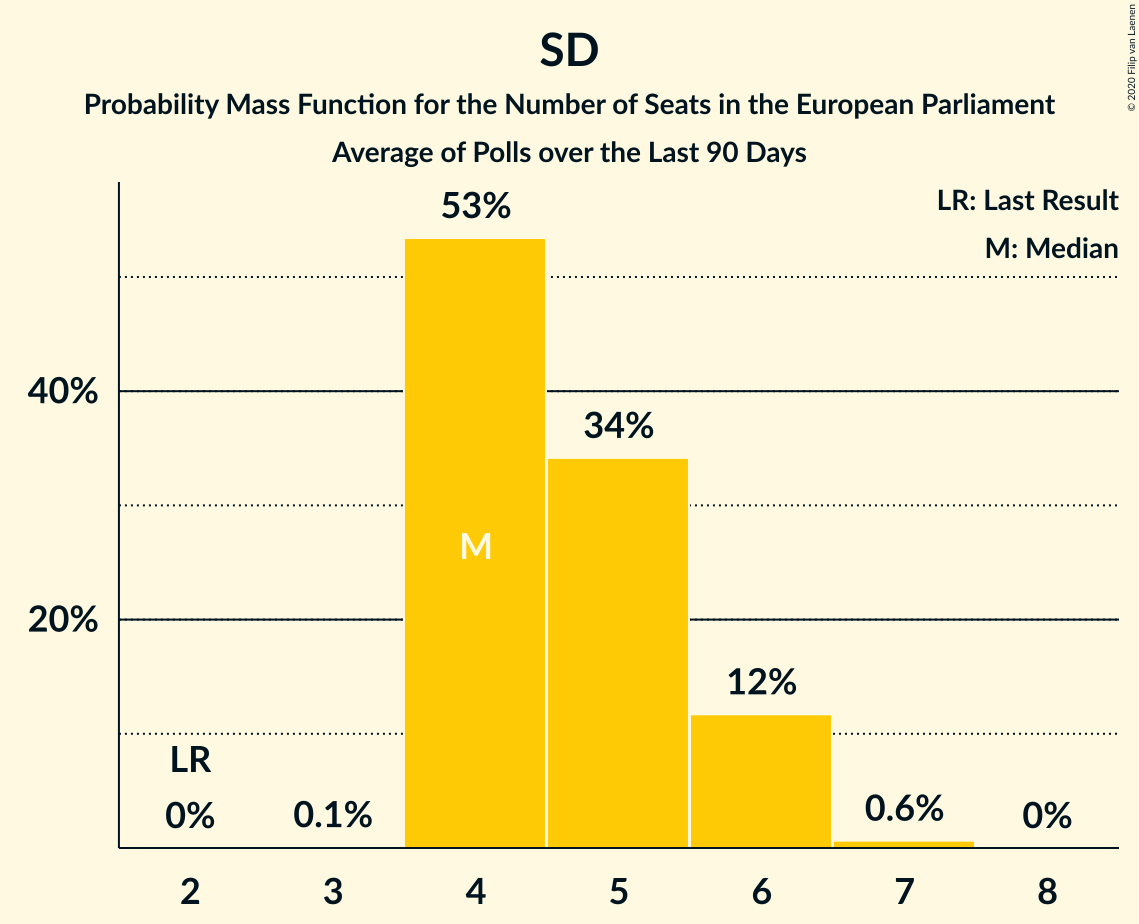 SD
Probability Mass Function for the Number of Seats in the European Parliament
Average of Polls over the Last 90 Days
© 2020 Filip van Laenen
LR: Last Result
M: Median
53%
40%
34%
M
20%
12%
LR
0%
0.1%
0.6%
0%
2 3 4 5 6 7 8